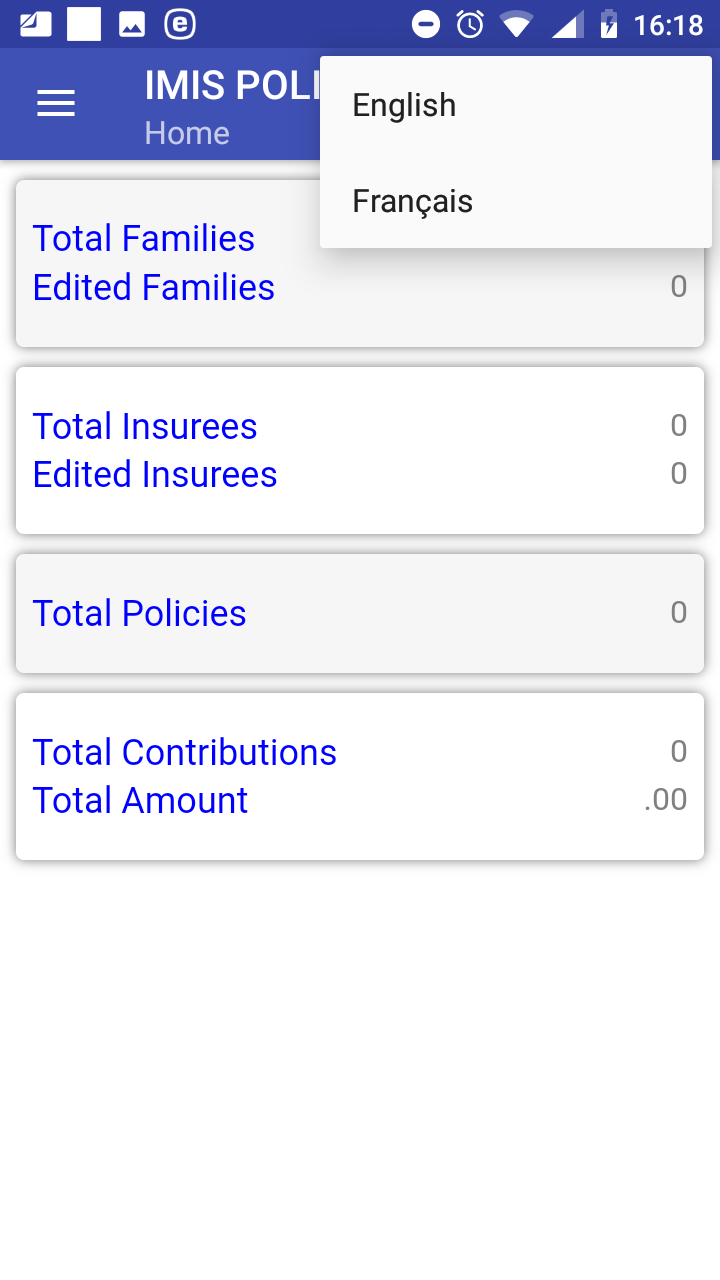 16:18
IMIS POLI
Home
English
Français
Total Families
Edited Families 0
Total Insurees 0
Edited Insurees 0
Total Policies 0
Total Contributions 0
Total Amount .00